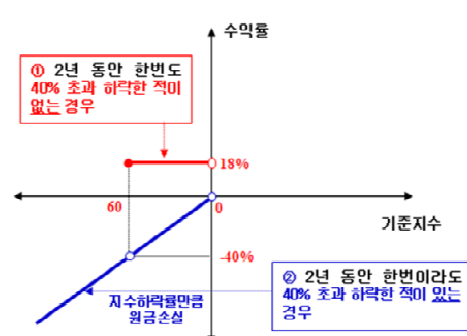 수익률
① 2년 동안 한번도
40% 초과 하락한 적이
없는 경우
18%
60
0
기준지수
-40%
지수하락률만큼
원금손실
② 2년 동안 한번이라도
40% 초과 하락한 적이 있는
경우